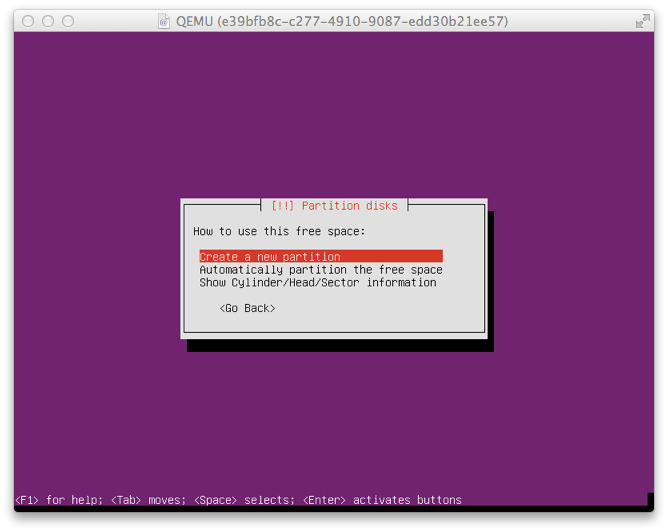 QEMU (e39bfb8c-c277-4910-9087-edd30b21ee57)
[!!] Partition disks
How to use this free space:
Create a new partition
Automatically partition the free space
Show Cylinder/Head/Sector information
<Go Back>
<F1> for help; <Tab> moves; <Space> selects; <Enter> activates buttons